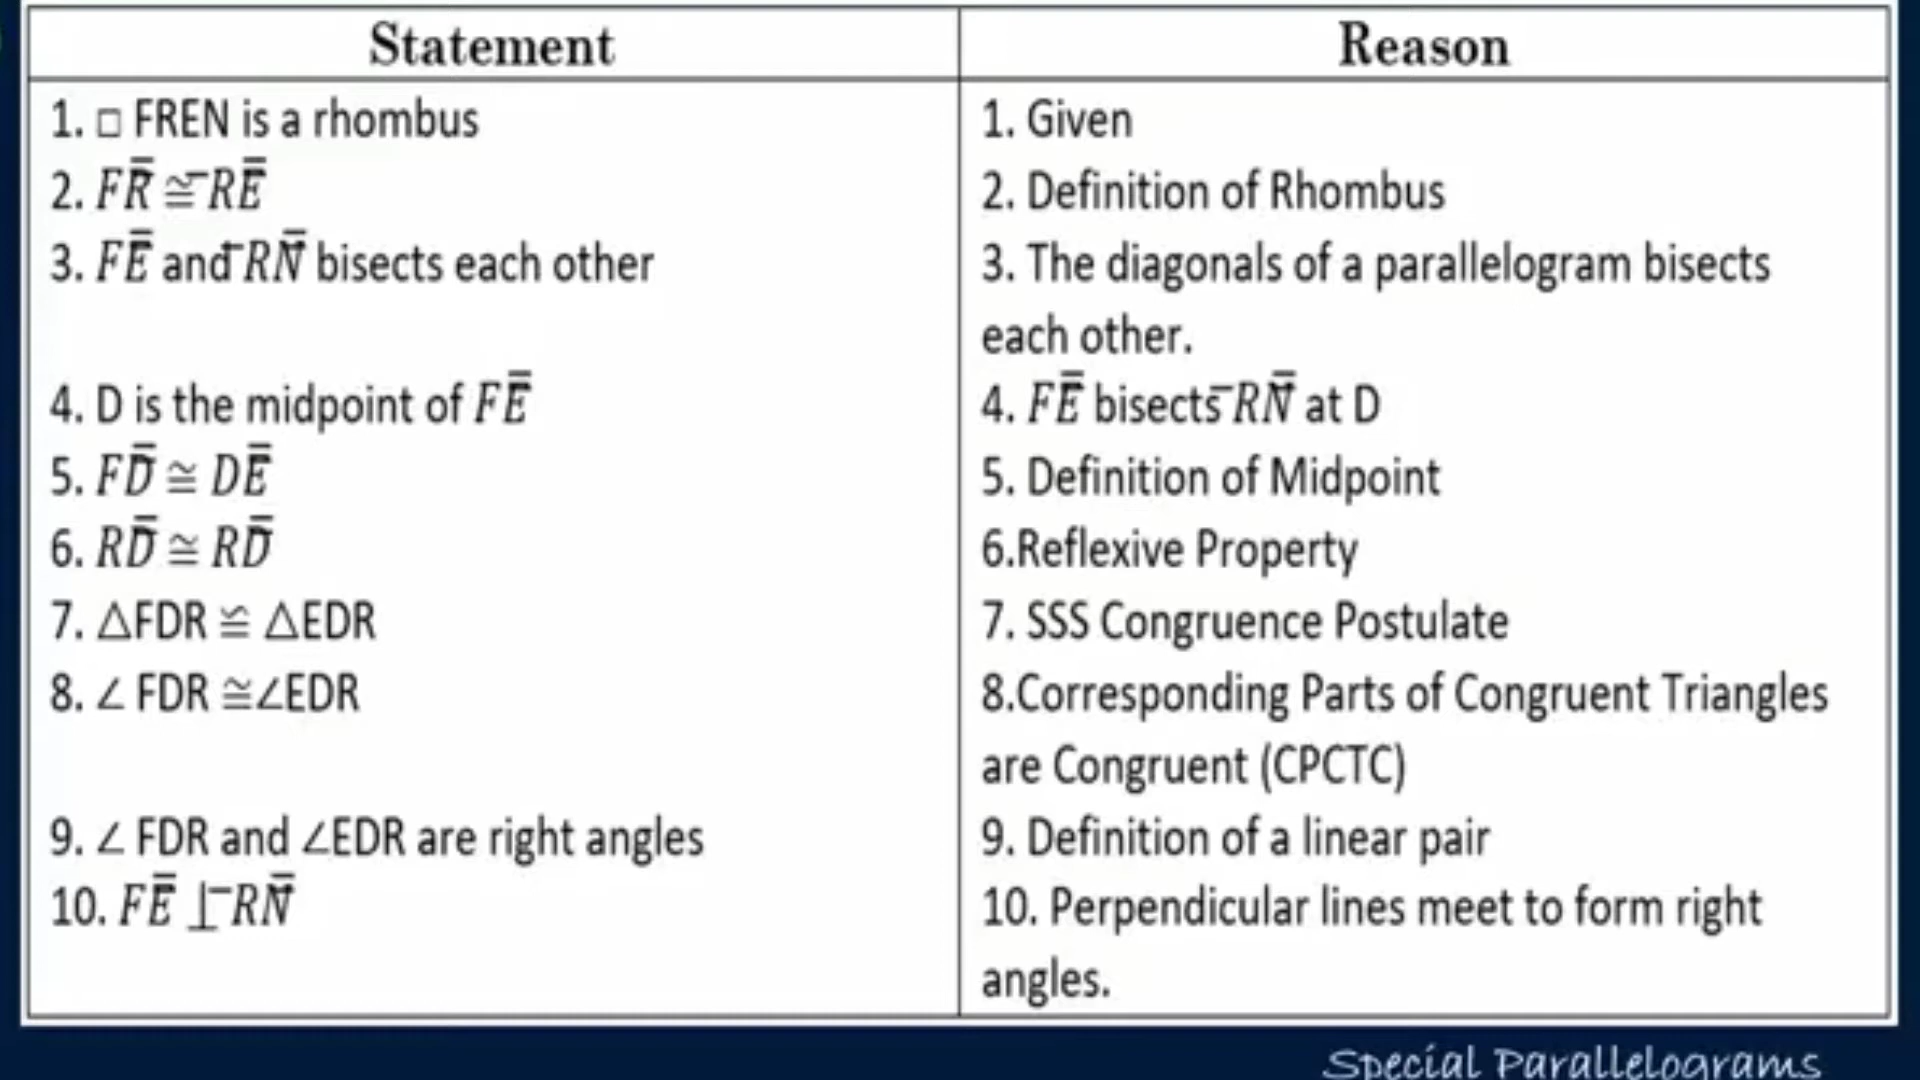 Statement
Reason
1. □ FREN is a rhombus
1. Given
2. FR̅ ≅ RE̅
2. Definition of Rhombus
3. FE̅ and RN̅ bisects each other
3. The diagonals of a parallelogram bisects
each other.
4. D is the midpoint of FE̅
4. FE̅ bisects RN̅ at D
5. FD̅ ≅ DE̅
5. Definition of Midpoint
6. RD̅ ≅ RD̅
6.Reflexive Property
7. △FDR ≌ △EDR
7. SSS Congruence Postulate
8. ∠ FDR ≅∠EDR
8.Corresponding Parts of Congruent Triangles
are Congruent (CPCTC)
9. ∠ FDR and ∠EDR are right angles
9. Definition of a linear pair
10. FE̅ ⊥ RN̅
10. Perpendicular lines meet to form right
angles.
Special Parallelograms